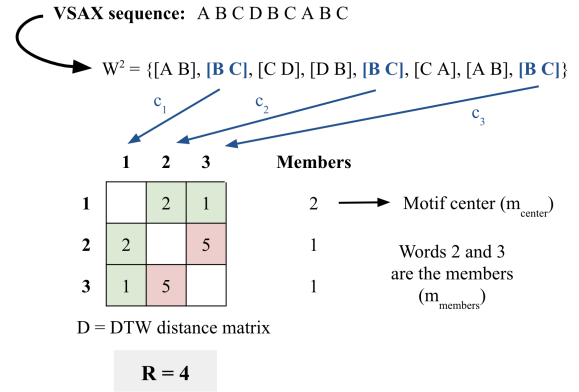 VSAX sequence: A B C D B C A B C
W² = {[A B], [B C], [C D], [D B], [B C], [C A], [A B], [B C]}
c₁ c₂ c₃
1 2 3 Members
1 2 1 2 Motif center (m_center)
2 2 5 1
3 1 5 1
Words 2 and 3
are the members
(m_members)
D = DTW distance matrix
R = 4